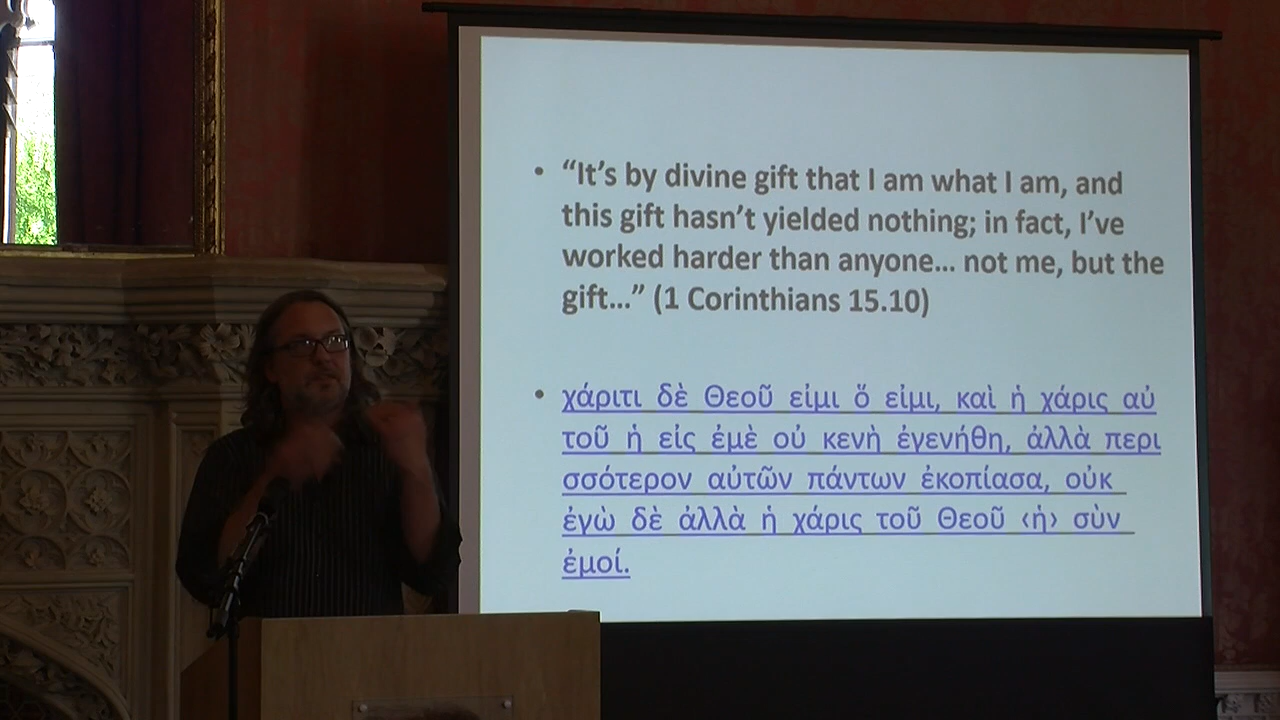 • “It’s by divine gift that I am what I am, and
this gift hasn’t yielded nothing; in fact, I’ve
worked harder than anyone... not me, but the
gift...” (1 Corinthians 15.10)
• χάριτι δὲ Θεοῦ εἰμι ὅ εἰμι, καὶ ἡ χάρις αὐ
τοῦ ἡ εἰς ἐμὲ οὐ κενὴ ἐγενήθη, ἀλλὰ περι
σσότερον αὐτῶν πάντων ἐκοπίασα, οὐκ
ἐγὼ δὲ ἀλλὰ ἡ χάρις τοῦ Θεοῦ ‹ἡ› σὺν
ἐμοί.